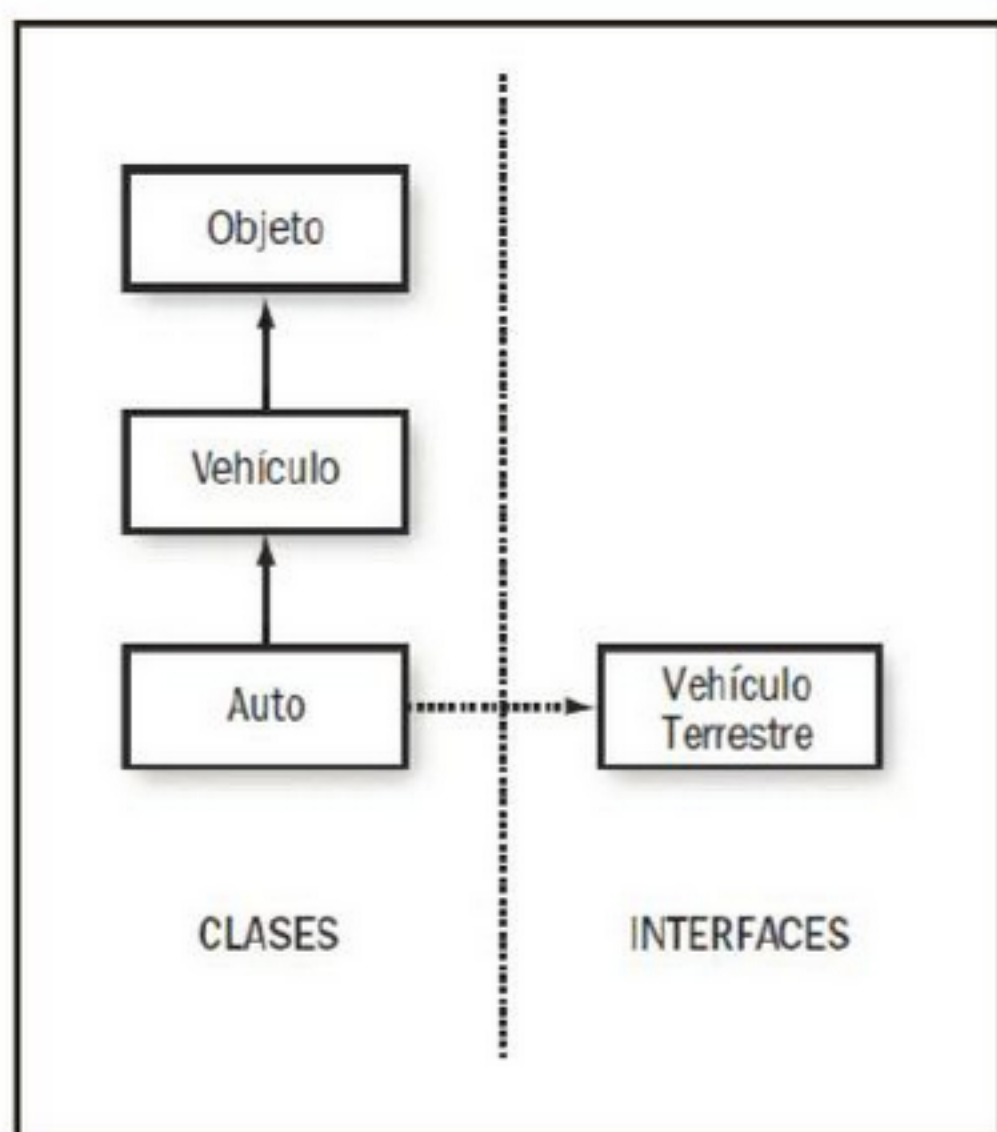 Objeto
Vehículo
Auto
Vehículo
Terrestre
CLASES
INTERFACES